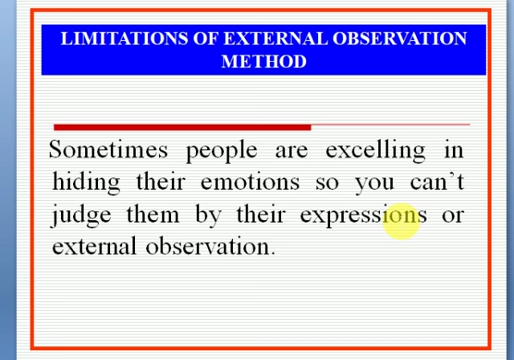 LIMITATIONS OF EXTERNAL OBSERVATION
METHOD
Sometimes people are excelling in
hiding their emotions so you can't
judge them by their expressions or
external observation.